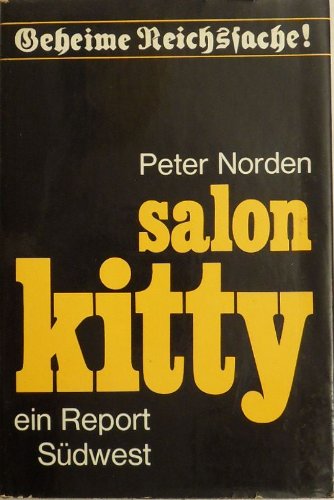 Geheime Reichssache!
Peter Norden
salon
kitty
ein Report
Südwest